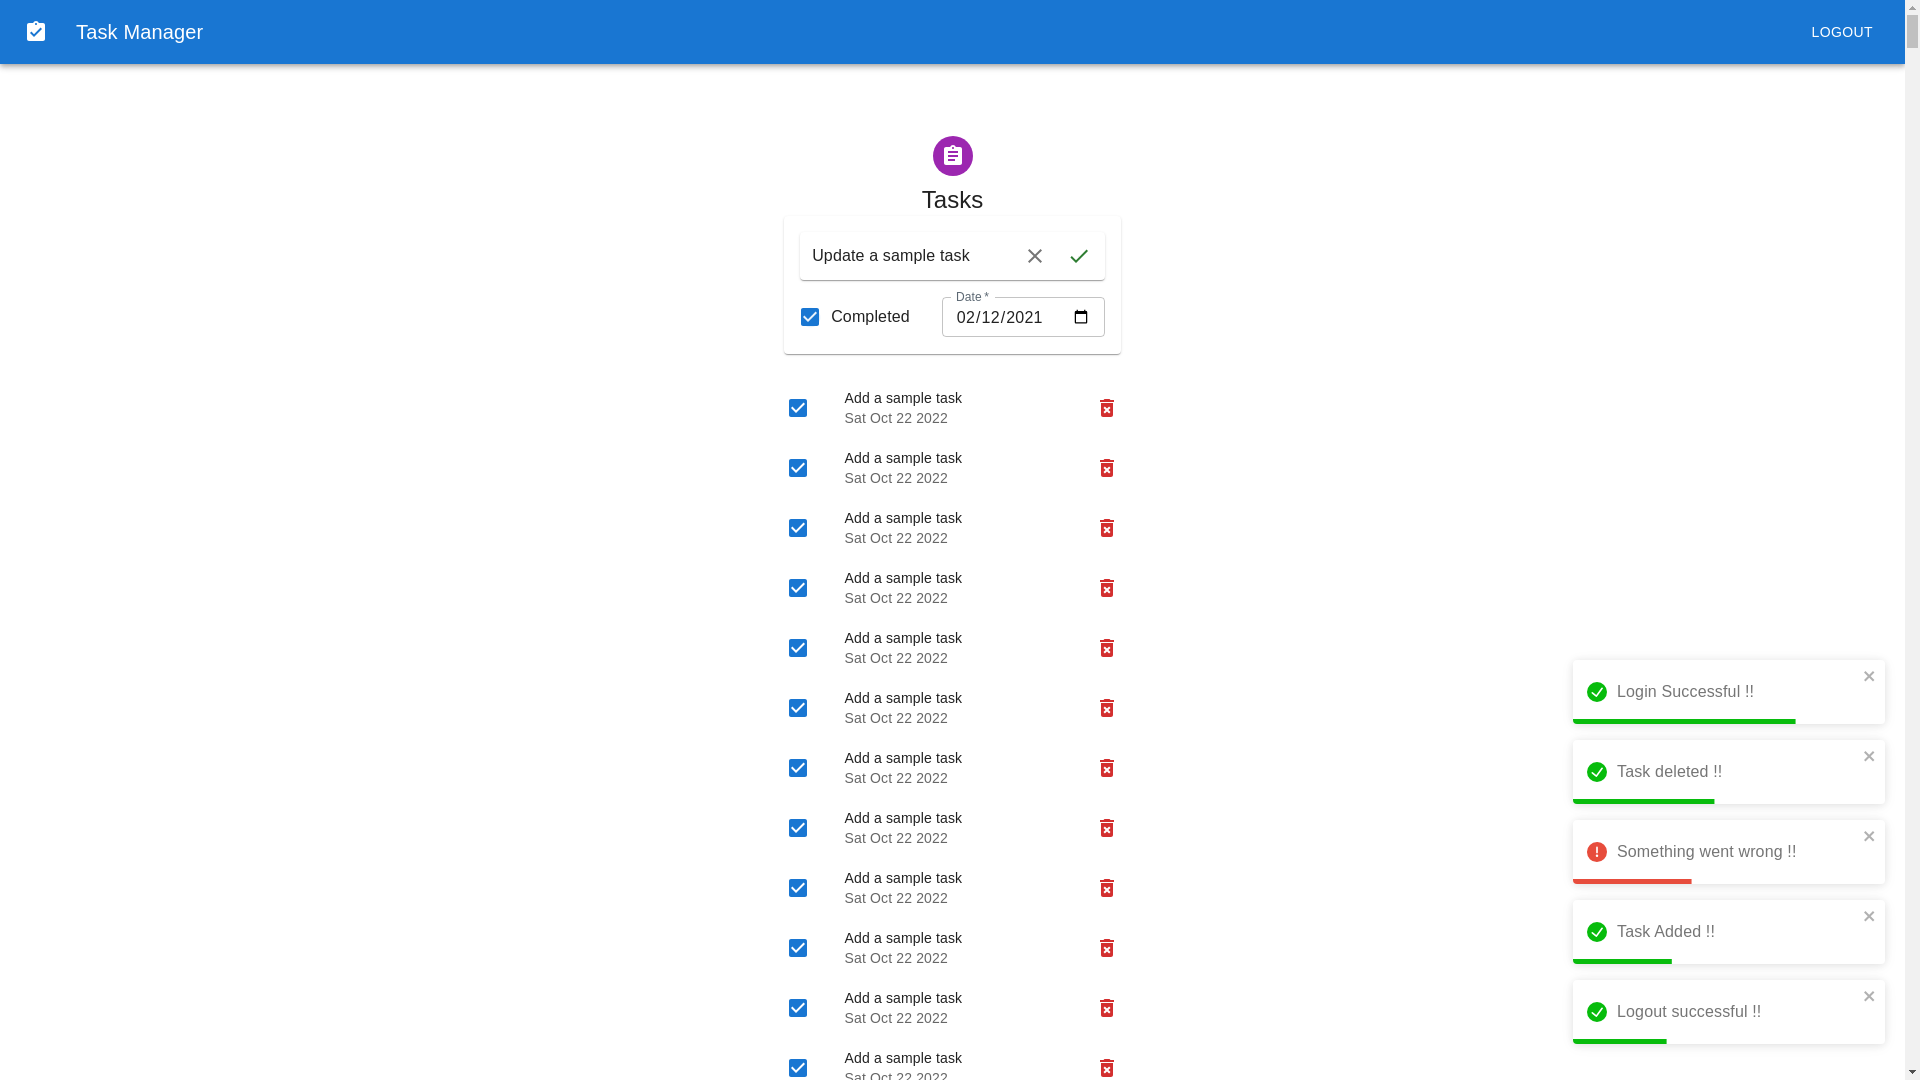 Task Manager
LOGOUT
Tasks
Update a sample task
Completed
Date *
02/12/2021
Add a sample task
Sat Oct 22 2022
Add a sample task
Sat Oct 22 2022
Add a sample task
Sat Oct 22 2022
Add a sample task
Sat Oct 22 2022
Add a sample task
Sat Oct 22 2022
Add a sample task
Sat Oct 22 2022
Add a sample task
Sat Oct 22 2022
Add a sample task
Sat Oct 22 2022
Add a sample task
Sat Oct 22 2022
Add a sample task
Sat Oct 22 2022
Add a sample task
Sat Oct 22 2022
Add a sample task
Sat Oct 22 2022
Login Successful !!
Task deleted !!
Something went wrong !!
Task Added !!
Logout successful !!